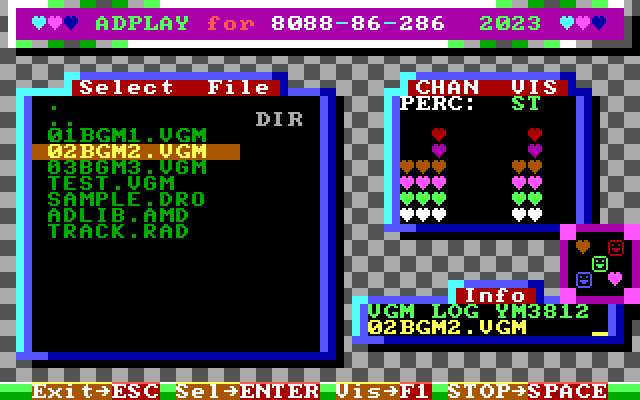 ♥♥♥ ADPLAY for 8088-86-286 2023 ♥♥♥
Select File
.
.. DIR
01BGM1.VGM
02BGM2.VGM
03BGM3.VGM
TEST.VGM
SAMPLE.DRO
ADLIB.AMD
TRACK.RAD
CHAN VIS
PERC: ST
Info
VGM LOG YM3812
02BGM2.VGM_
Exit→ESC Sel→ENTER Vis→F1 STOP→SPACE